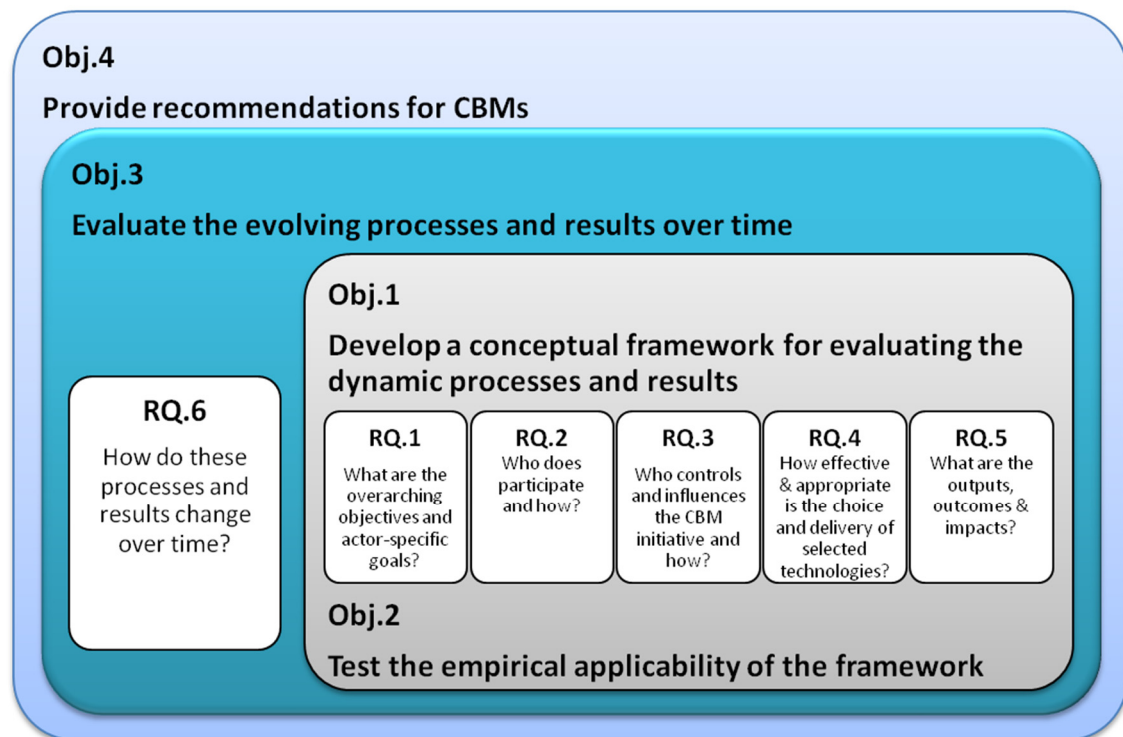 Obj.4
Provide recommendations for CBMs
Obj.3
Evaluate the evolving processes and results over time
Obj.1
Develop a conceptual framework for evaluating the
dynamic processes and results
RQ.6
How do these
processes and
results change
over time?
RQ.1
What are the
overarching
objectives and
actor-specific
goals?
RQ.2
Who does
participate
and how?
RQ.3
Who controls
and influences
the CBM
initiative and
how?
RQ.4
How effective
& appropriate
is the choice
and delivery of
selected
technologies?
RQ.5
What are the
outputs,
outcomes &
impacts?
Obj.2
Test the empirical applicability of the framework